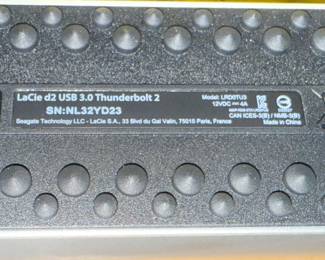 LaCie d2 USB 3.0 Thunderbolt 2
SN:NL32YD23
Seagate Technology LLC - LaCie S.A., 33 Blvd du Gal Valin, 75015 Paris, France
Model: LRD0TU3
12VDC 4A
CAN ICES-3(B) / NMB-3(B)
Made in China